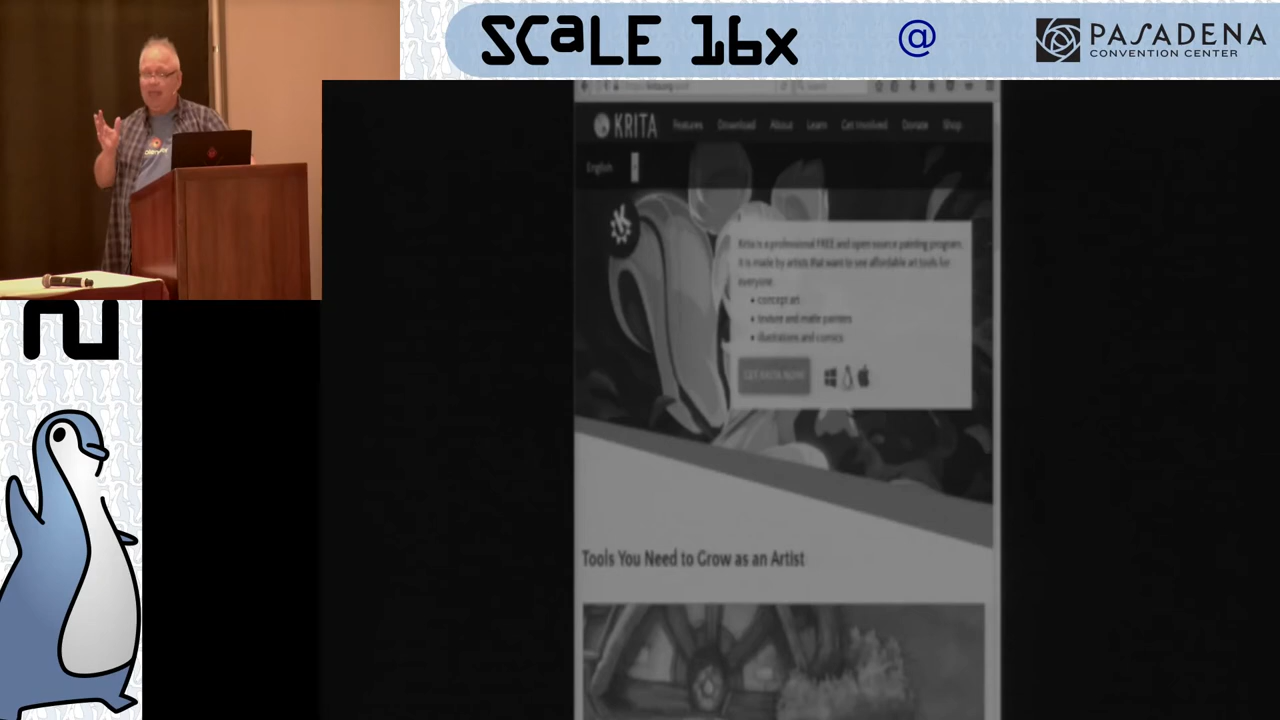 SCALE 16x
@
PASADENA
CONVENTION CENTER
KRITA
Features
Download
About
Learn
Get Involved
Donate
Shop
English
Krita is a professional FREE and open source painting program.
It is made by artists that want to see affordable art tools for
everyone.
• concept art
• texture and matte painters
• illustrations and comics
GET KRITA NOW
Tools You Need to Grow as an Artist